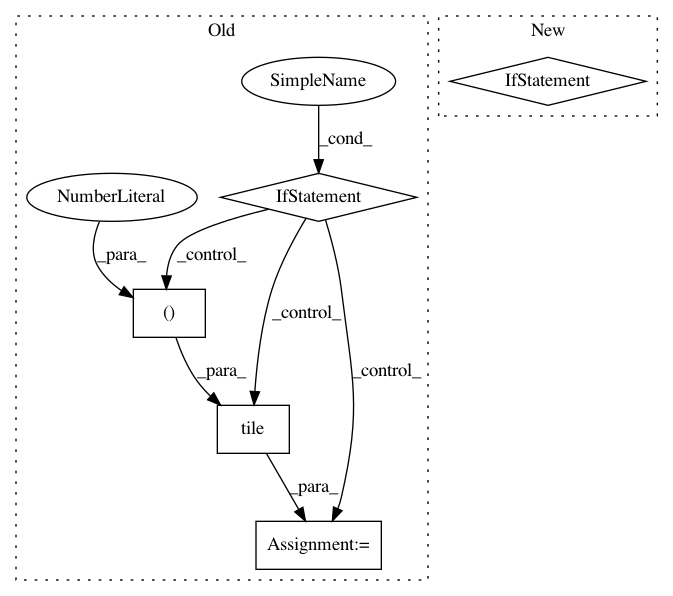 Old
New
SimpleName
IfStatement
_cond_
NumberLiteral
IfStatement
_para_
_control_
()
_control_
_para_
_control_
tile
_para_
Assignment:=